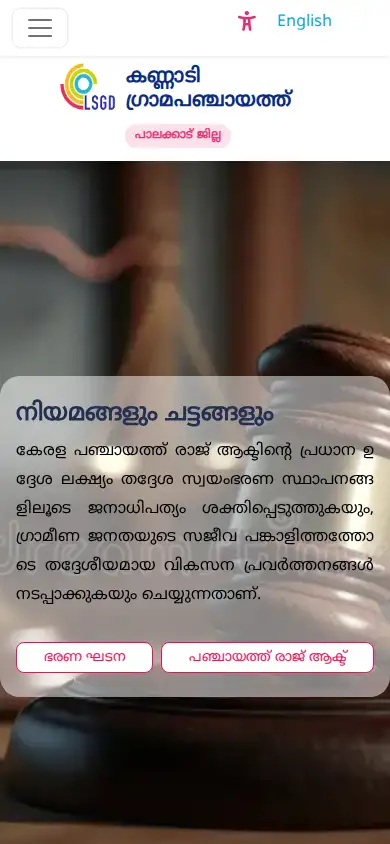 English
കണ്ണാടി
ഗ്രാമപഞ്ചായത്ത്
LSGD
പാലക്കാട് ജില്ല
നിയമങ്ങളും ചട്ടങ്ങളും
കേരള പഞ്ചായത്ത് രാജ് ആക്ടിന്റെ പ്രധാന ഉ
ദ്ദേശ ലക്ഷ്യം തദ്ദേശ സ്വയംഭരണ സ്ഥാപനങ്ങ
ളിലൂടെ ജനാധിപത്യം ശക്തിപ്പെടുത്തുകയും,
ഗ്രാമീണ ജനതയുടെ സജീവ പങ്കാളിത്തത്തോ
ടെ തദ്ദേശീയമായ വികസന പ്രവർത്തനങ്ങൾ
നടപ്പാക്കുകയും ചെയ്യുന്നതാണ്.
ഭരണ ഘടന
പഞ്ചായത്ത് രാജ് ആക്ട്